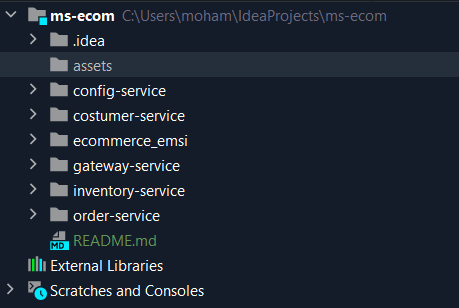 ms-ecom C:\Users\moham\IdeaProjects\ms-ecom
.idea
assets
config-service
costumer-service
ecommerce_emsi
gateway-service
inventory-service
order-service
MD README.md
External Libraries
Scratches and Consoles